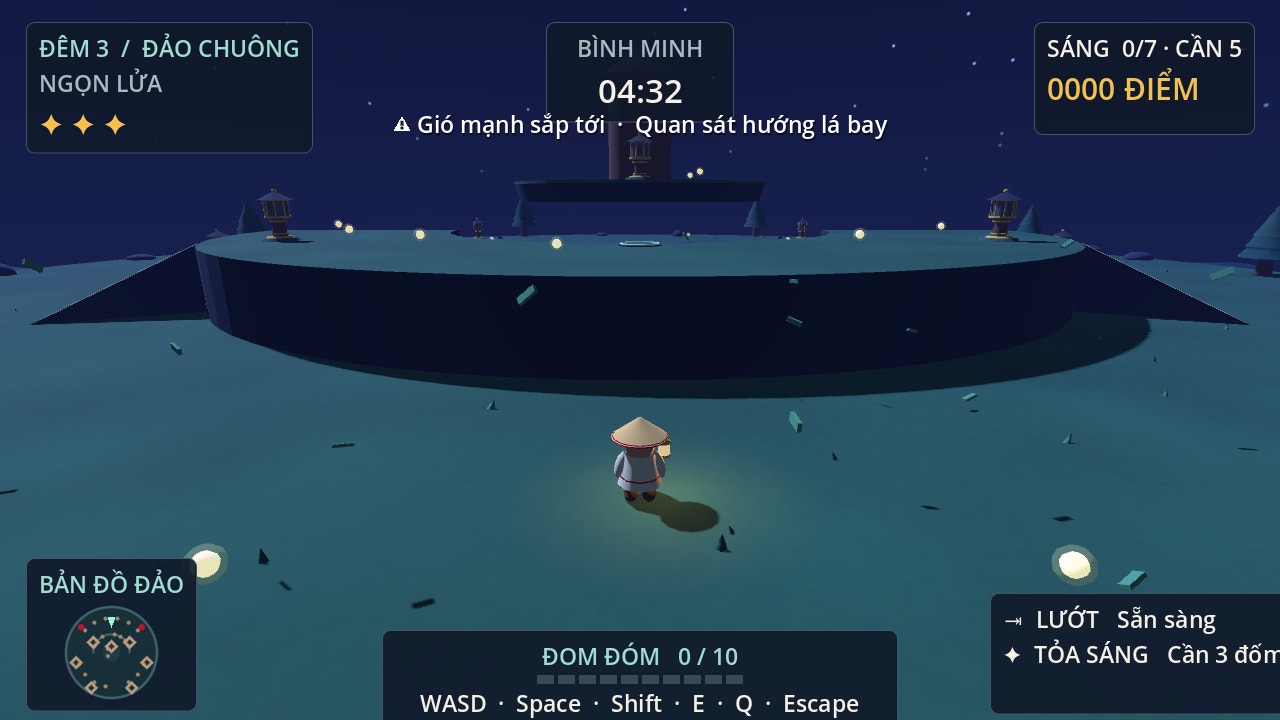 ĐÊM 3 / ĐẢO CHUÔNG
NGỌN LỬA
BÌNH MINH
04:32
SÁNG 0/7 · CẦN 5
0000 ĐIỂM
⚠ Gió mạnh sắp tới · Quan sát hướng lá bay
BẢN ĐỒ ĐẢO
ĐOM ĐÓM 0 / 10
WASD · Space · Shift · E · Q · Escape
⇥ LƯỚT Sẵn sàng
✦ TỎA SÁNG Cần 3 đóm